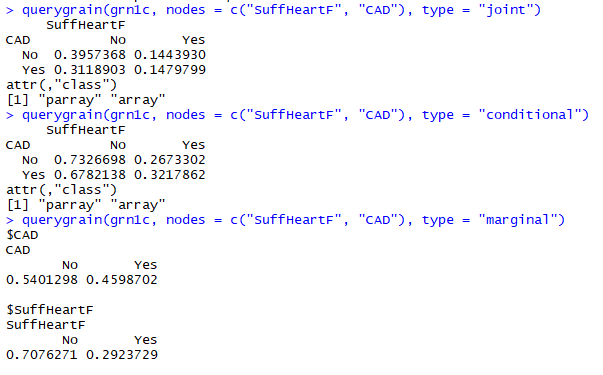 > querygrain(grn1c, nodes = c("SuffHeartF", "CAD"), type = "joint")
     SuffHeartF
CAD          No       Yes
  No  0.3957368 0.1443930
  Yes 0.3118903 0.1479799
attr(,"class")
[1] "parray" "array"
> querygrain(grn1c, nodes = c("SuffHeartF", "CAD"), type = "conditional")
     SuffHeartF
CAD          No       Yes
  No  0.7326698 0.2673302
  Yes 0.6782138 0.3217862
attr(,"class")
[1] "parray" "array"
> querygrain(grn1c, nodes = c("SuffHeartF", "CAD"), type = "marginal")
$CAD
CAD
       No       Yes
0.5401298 0.4598702

$SuffHeartF
SuffHeartF
       No       Yes
0.7076271 0.2923729